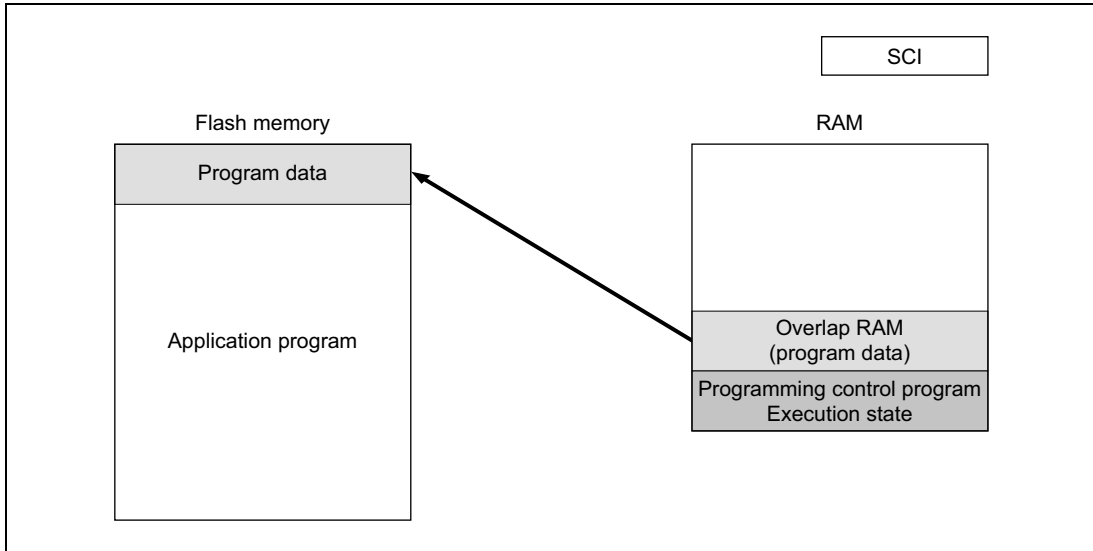 SCI
Flash memory
RAM
Program data
Application program
Overlap RAM
(program data)
Programming control program
Execution state